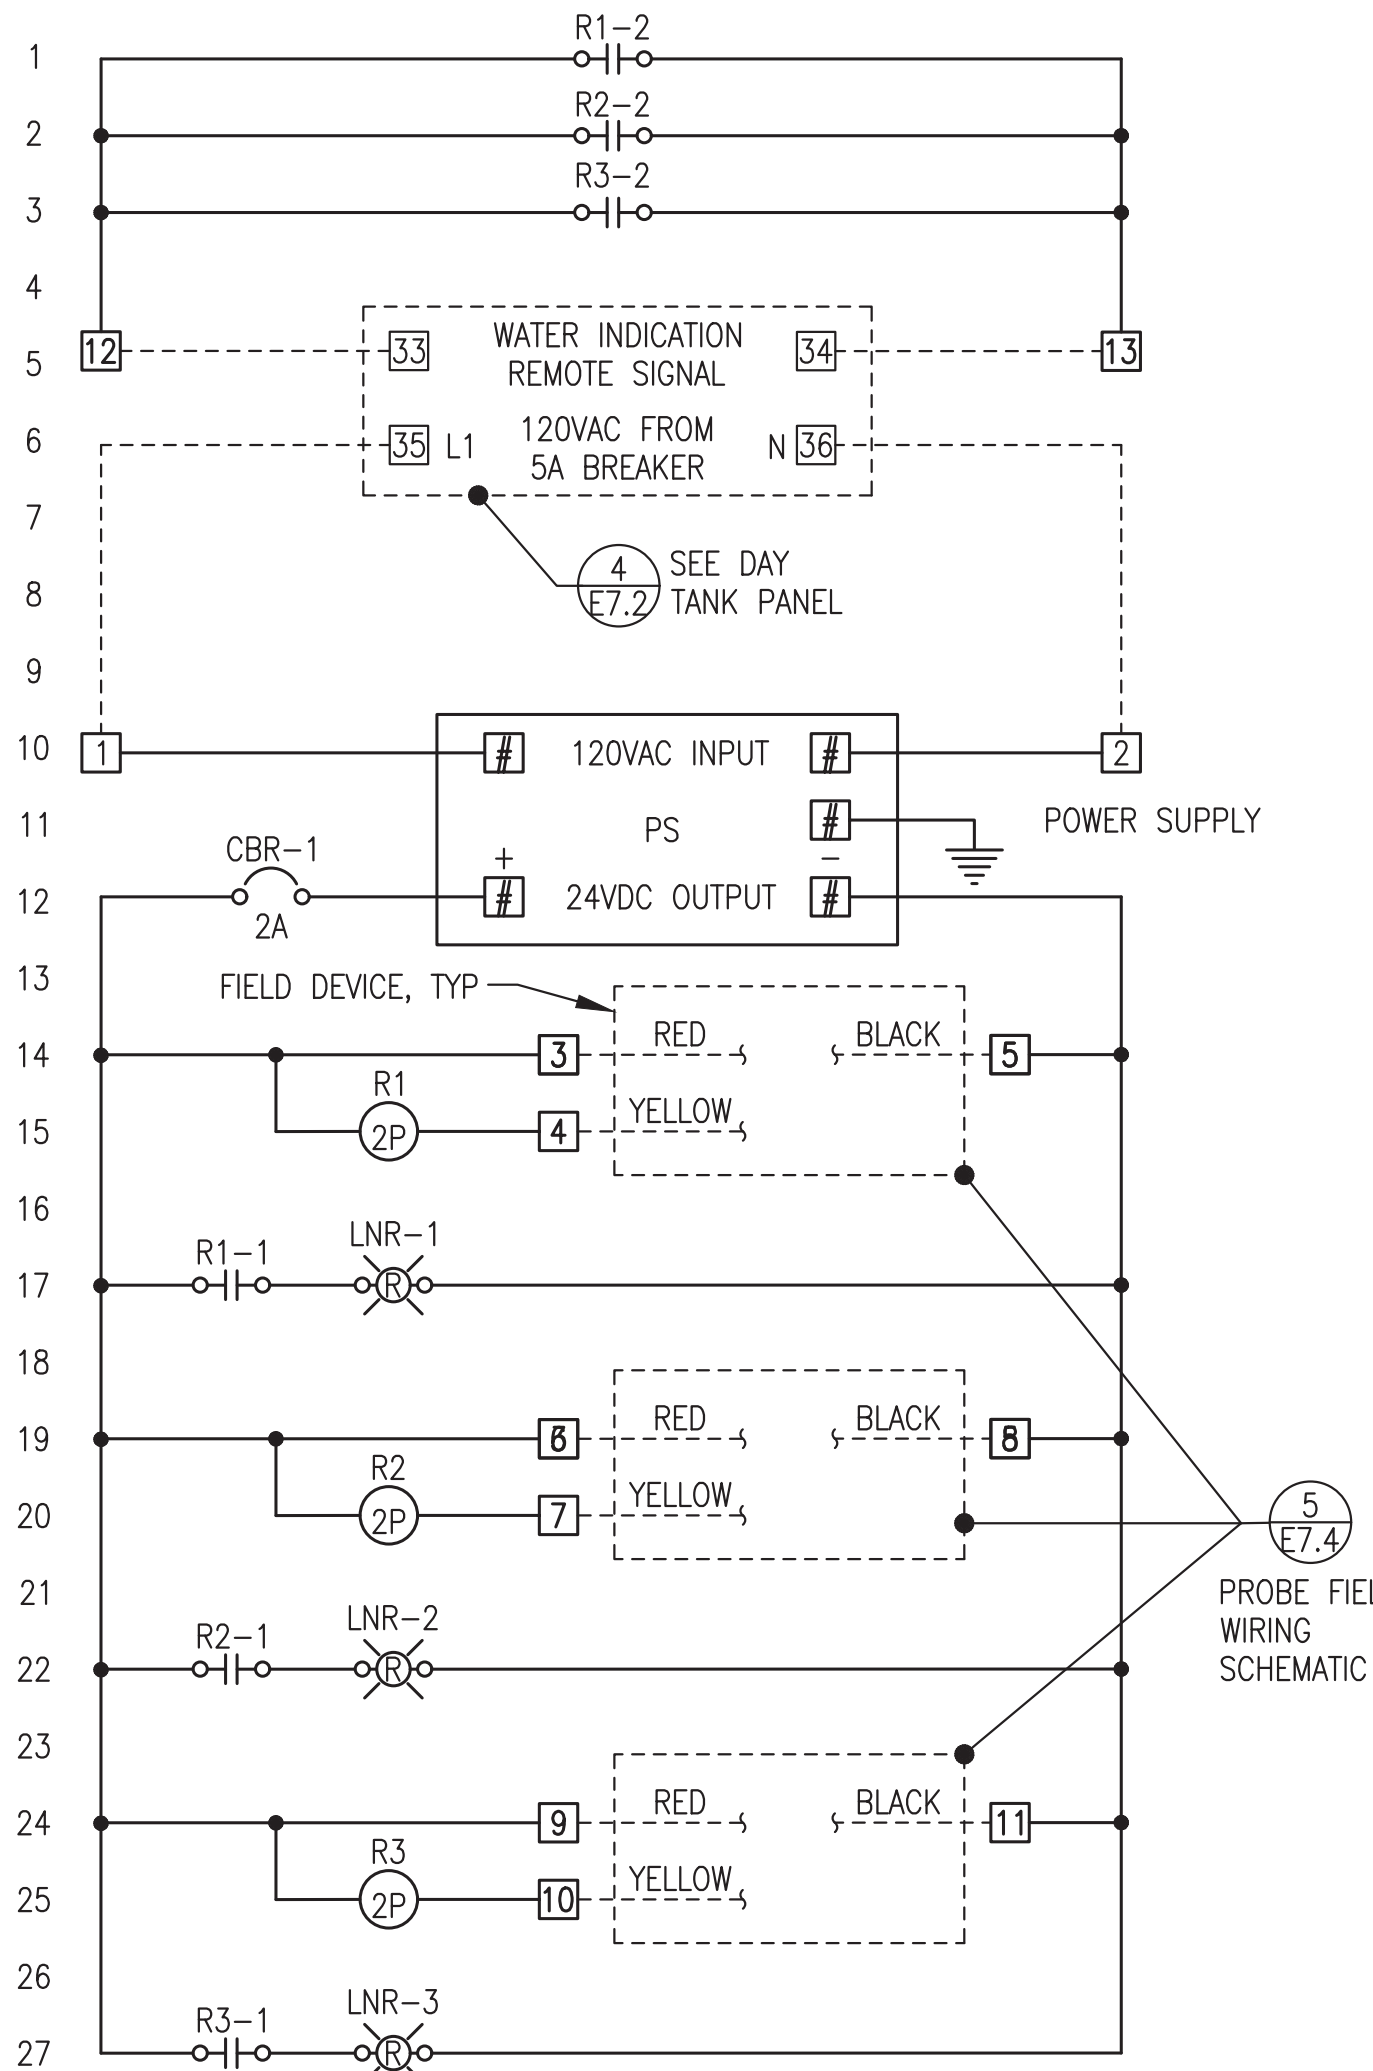 R1-2
1
R2-2
2
R3-2
3
4
12 33 WATER INDICATION 34 13
5 REMOTE SIGNAL
6 35 L1 120VAC FROM N 36
5A BREAKER
7
4 SEE DAY
8 E7.2 TANK PANEL
9
10 1 # 120VAC INPUT # 2
11 PS # POWER SUPPLY
CBR-1 + -
12 # 24VDC OUTPUT #
2A
13 FIELD DEVICE, TYP
14 3 RED BLACK 5
R1
15 2P 4 YELLOW
16
R1-1 LNR-1
17 R
18
19 RED BLACK 8
R2
20 2P 7 YELLOW 5
E7.4
21 PROBE FIEL
R2-1 LNR-2 WIRING
22 R SCHEMATIC
23
24 9 RED BLACK 11
R3
25 2P 10 YELLOW
26
R3-1 LNR-3
27 R